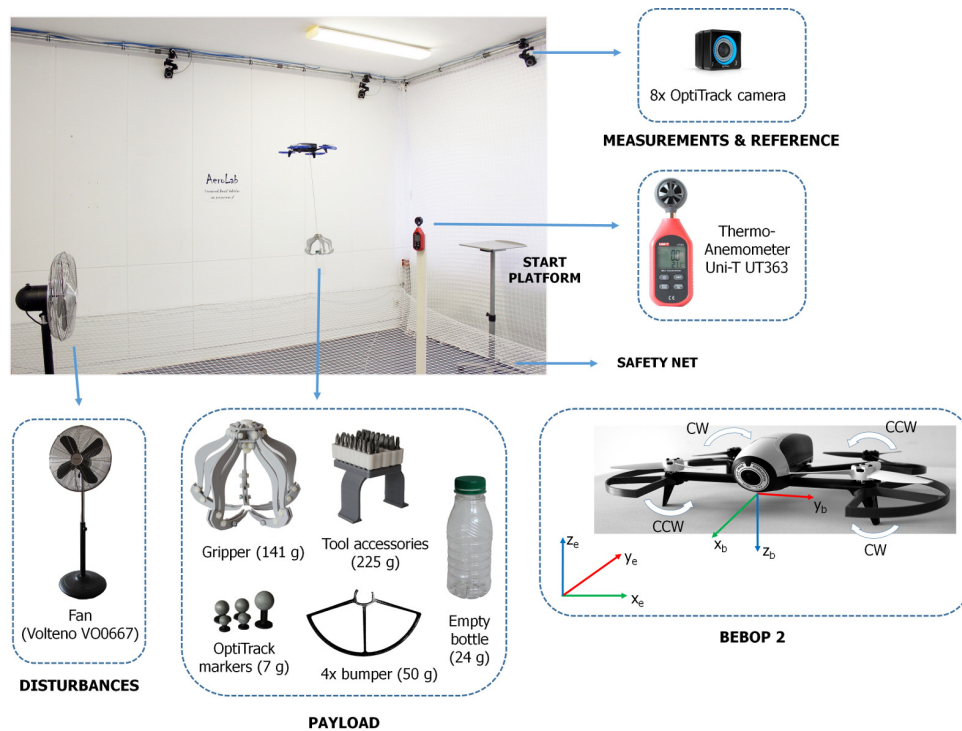 8x OptiTrack camera
MEASUREMENTS & REFERENCE
AeroLab
START
PLATFORM
Thermo-
Anemometer
Uni-T UT363
SAFETY NET
Fan
(Volteno VO0667)
DISTURBANCES
Gripper (141 g)
Tool accessories
(225 g)
OptiTrack
markers (7 g)
4x bumper (50 g)
Empty
bottle
(24 g)
PAYLOAD
CW
CCW
CCW
CW
y_b
x_b
z_b
z_e
y_e
x_e
BEBOP 2